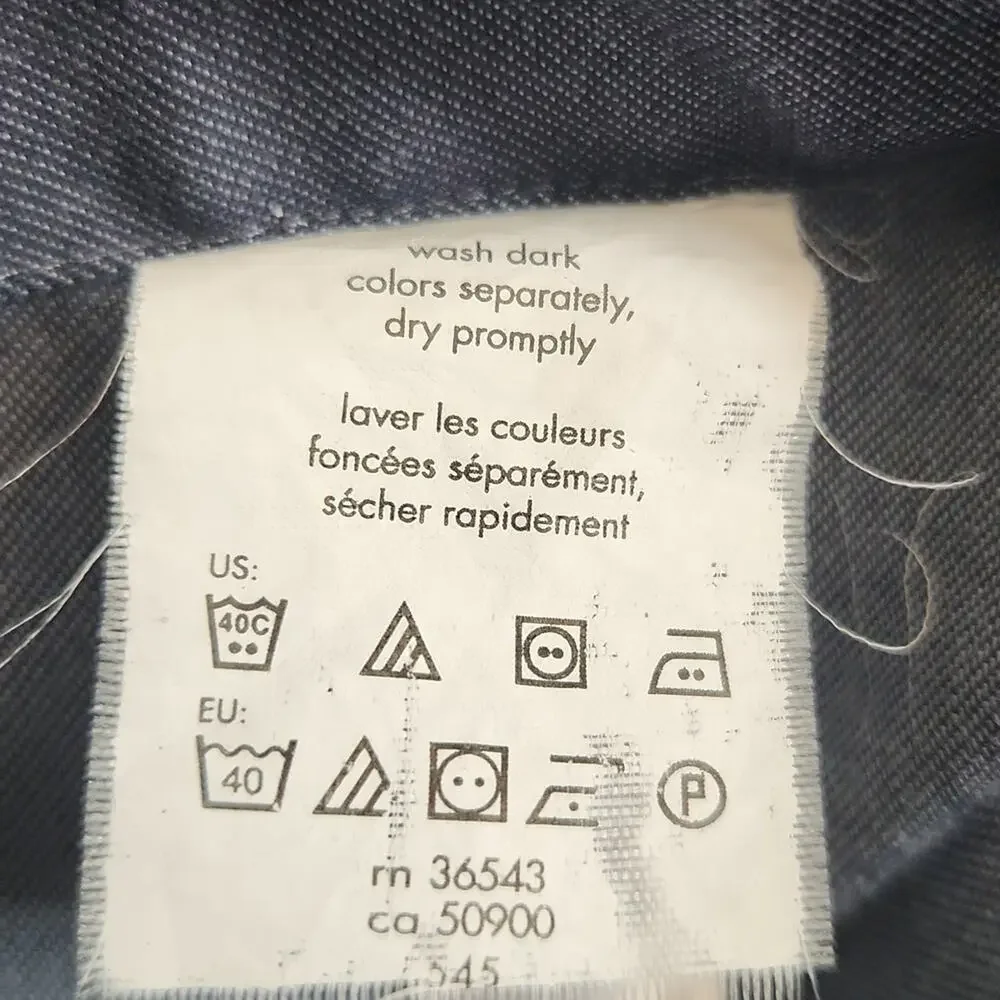 wash dark
colors separately,
dry promptly
laver les couleurs
foncées séparément,
sécher rapidement
US:
40C
EU:
40
P
rn 36543
ca 50900
545